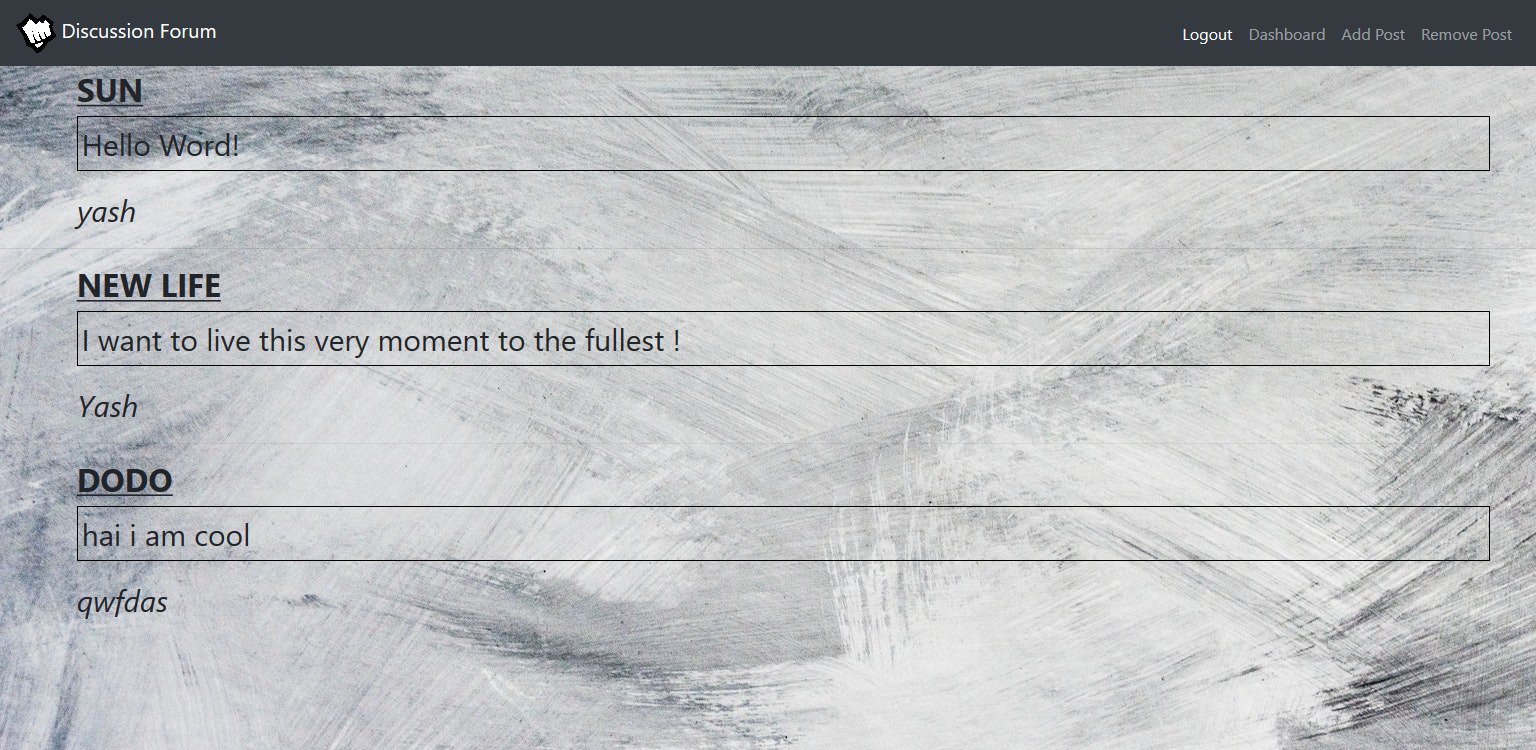 Discussion Forum
Logout Dashboard Add Post Remove Post
SUN
Hello Word!
yash
NEW LIFE
I want to live this very moment to the fullest !
Yash
DODO
hai i am cool
qwfdas